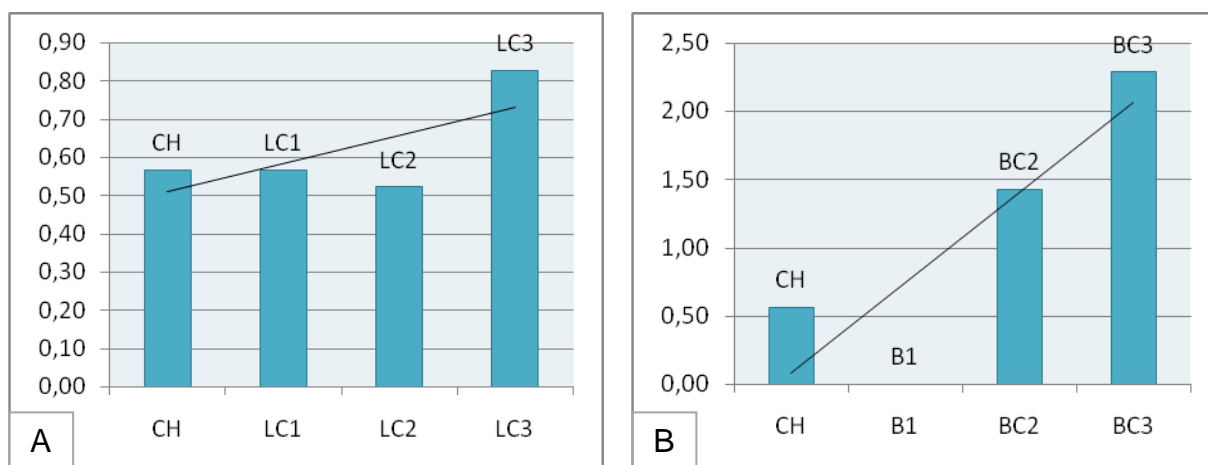 0,90
0,80
0,70
0,60
0,50
0,40
0,30
0,20
0,10
0,00
CH
LC1
LC2
LC3
CH LC1 LC2 LC3
A
2,50
2,00
1,50
1,00
0,50
0,00
CH
B1
BC2
BC3
CH B1 BC2 BC3
B